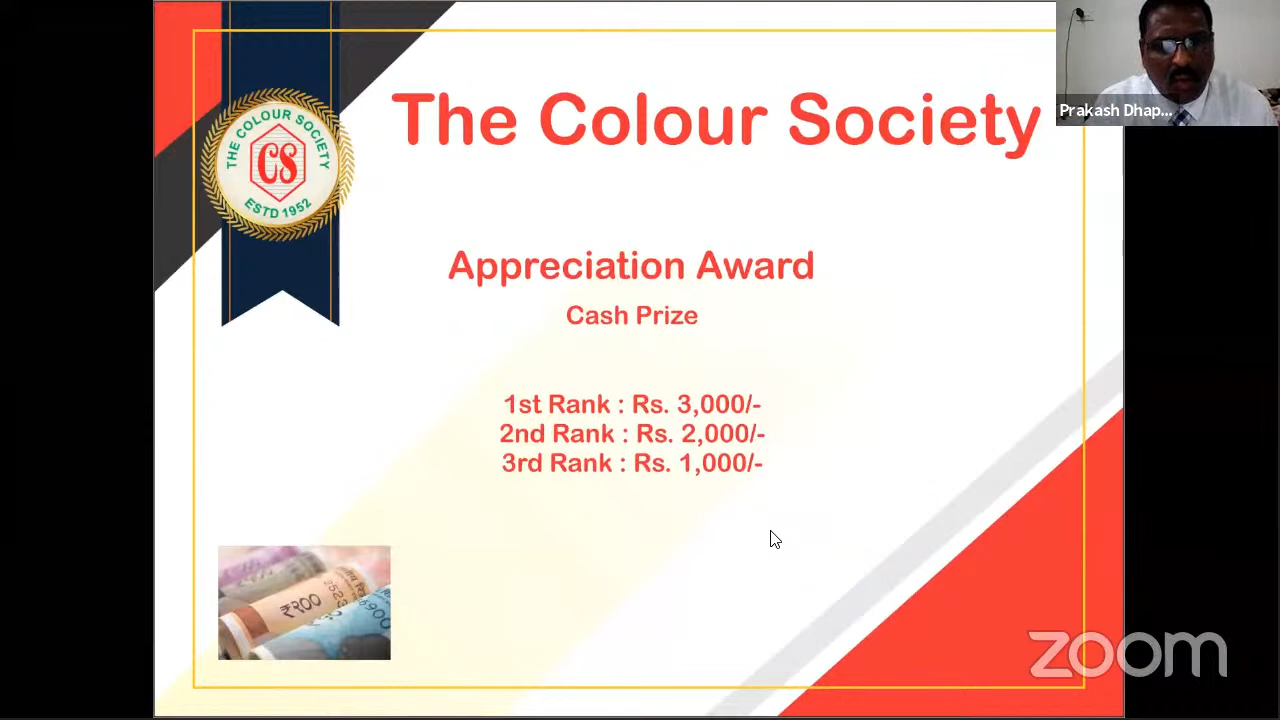 The Colour Society
THE COLOUR SOCIETY
CS
ESTD 1952
Prakash Dhap...
Appreciation Award
Cash Prize
1st Rank : Rs. 3,000/-
2nd Rank : Rs. 2,000/-
3rd Rank : Rs. 1,000/-
₹२००
zoom